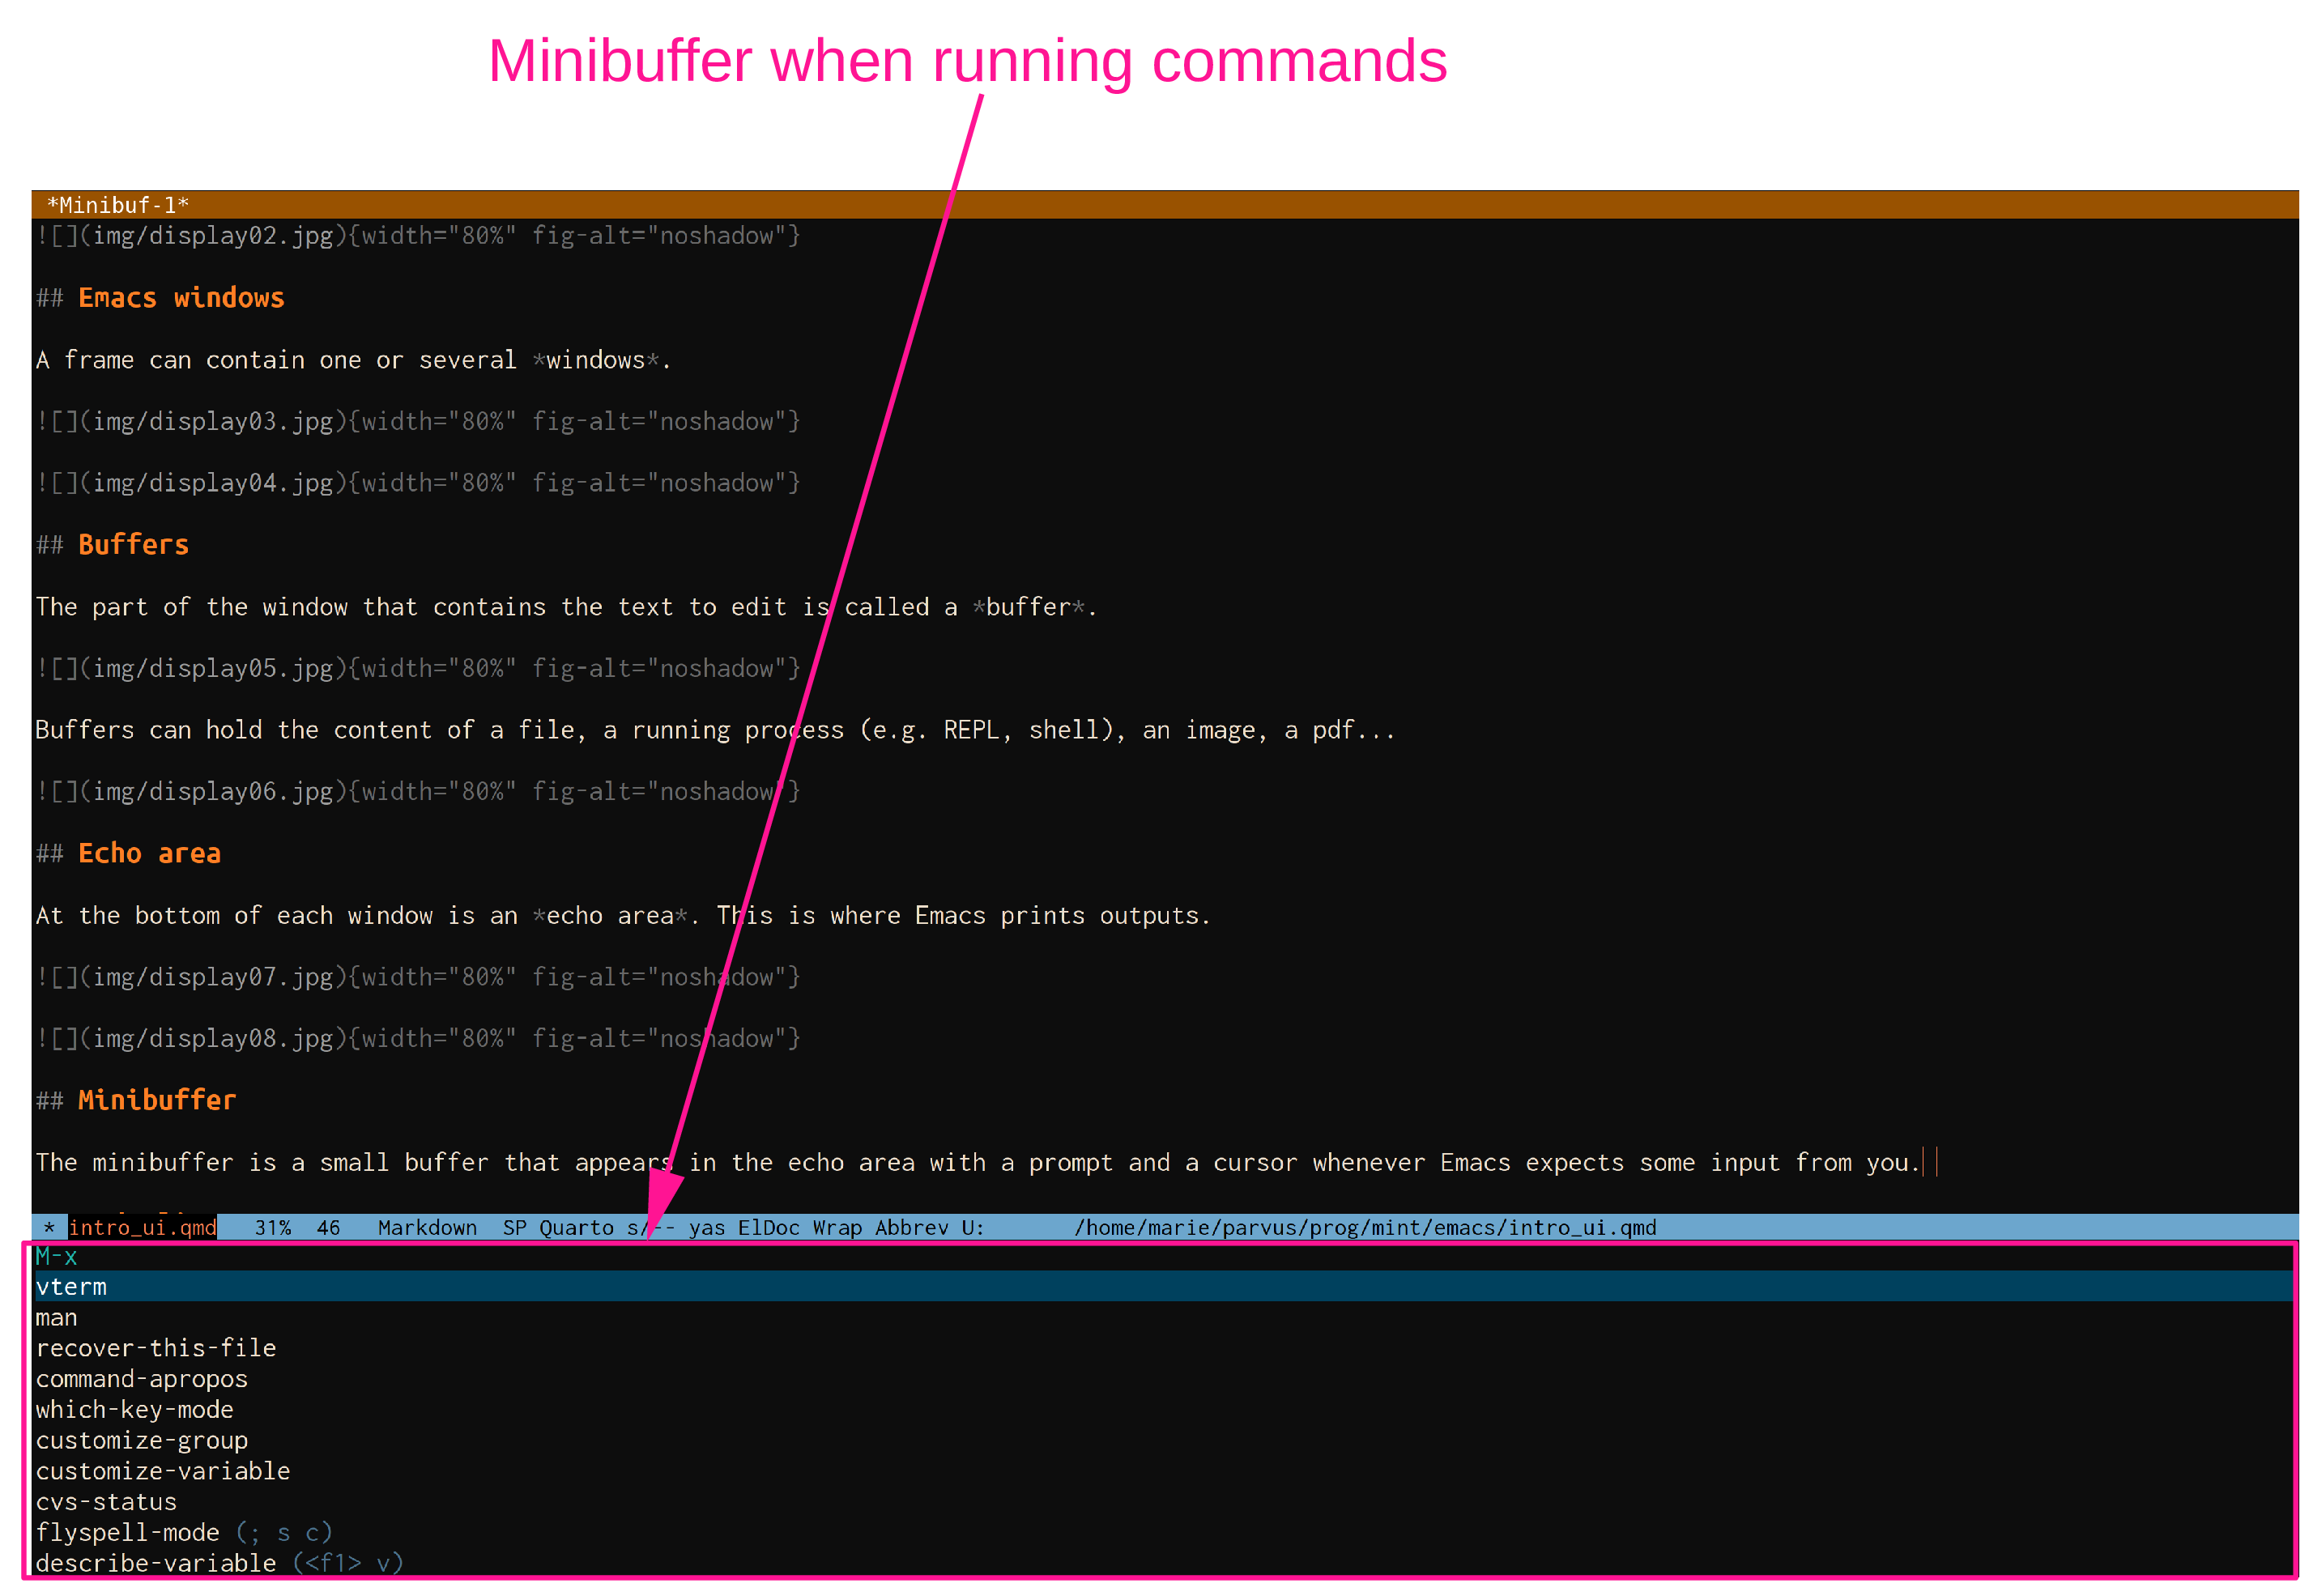 Minibuffer when running commands
*Minibuf-1*
![](img/display02.jpg){width="80%" fig-alt="noshadow"}
## Emacs windows
A frame can contain one or several *windows*.
![](img/display03.jpg){width="80%" fig-alt="noshadow"}
![](img/display04.jpg){width="80%" fig-alt="noshadow"}
## Buffers
The part of the window that contains the text to edit is called a *buffer*.
![](img/display05.jpg){width="80%" fig-alt="noshadow"}
Buffers can hold the content of a file, a running process (e.g. REPL, shell), an image, a pdf...
![](img/display06.jpg){width="80%" fig-alt="noshadow"}
## Echo area
At the bottom of each window is an *echo area*. This is where Emacs prints outputs.
![](img/display07.jpg){width="80%" fig-alt="noshadow"}
![](img/display08.jpg){width="80%" fig-alt="noshadow"}
## Minibuffer
The minibuffer is a small buffer that appears in the echo area with a prompt and a cursor whenever Emacs expects some input from you.
* intro_ui.qmd 31% 46 Markdown SP Quarto s/-- yas ElDoc Wrap Abbrev U: /home/marie/parvus/prog/mint/emacs/intro_ui.qmd
M-x
vterm
man
recover-this-file
command-apropos
which-key-mode
customize-group
customize-variable
cvs-status
flyspell-mode (; s c)
describe-variable (<f1> v)